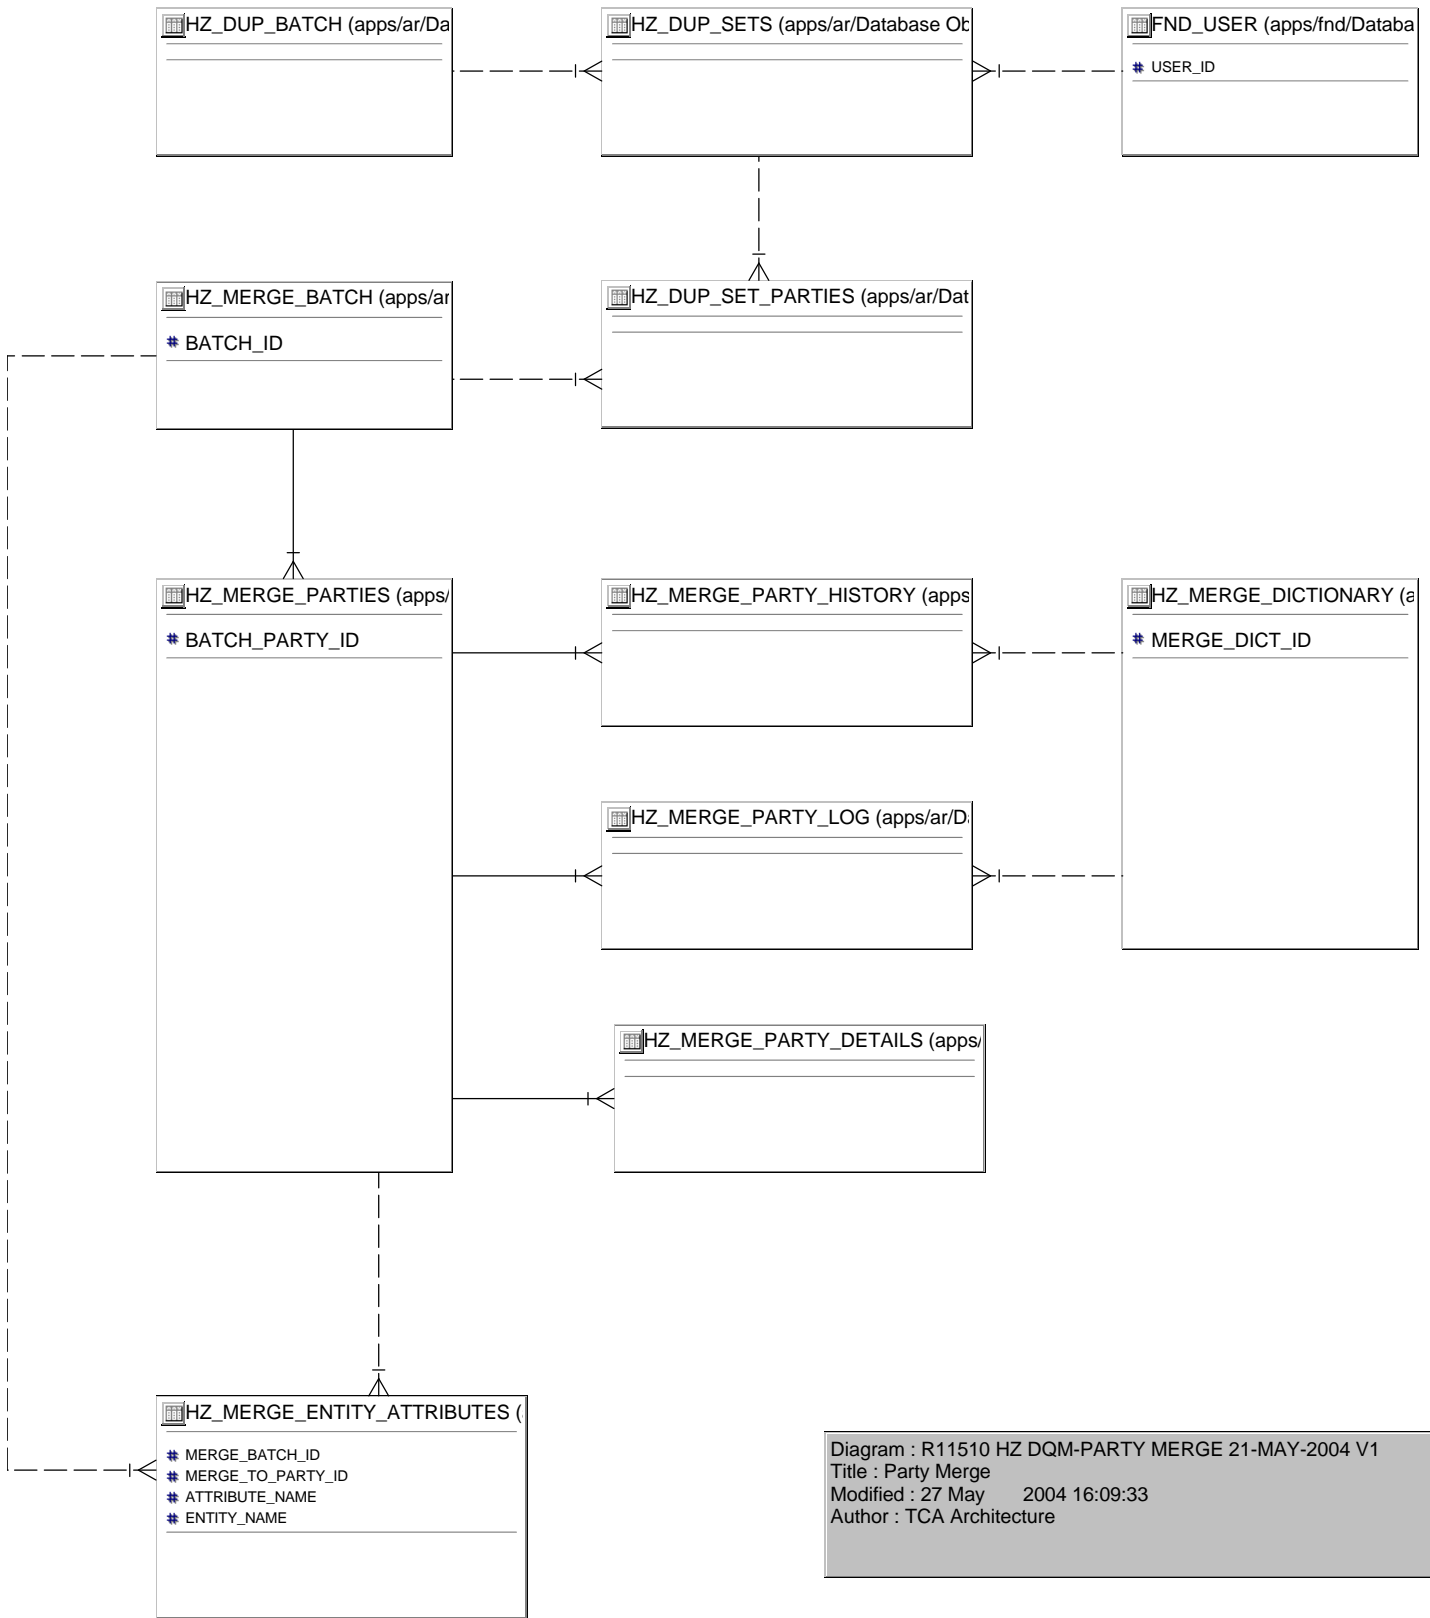 HZ_DUP_BATCH (apps/ar/Da
HZ_DUP_SETS (apps/ar/Database Ob
FND_USER (apps/fnd/Databa
# USER_ID
HZ_MERGE_BATCH (apps/ar
# BATCH_ID
HZ_DUP_SET_PARTIES (apps/ar/Dat
HZ_MERGE_PARTIES (apps/
# BATCH_PARTY_ID
HZ_MERGE_PARTY_HISTORY (apps
HZ_MERGE_DICTIONARY (a
# MERGE_DICT_ID
HZ_MERGE_PARTY_LOG (apps/ar/D
HZ_MERGE_PARTY_DETAILS (apps/
HZ_MERGE_ENTITY_ATTRIBUTES (
# MERGE_BATCH_ID
# MERGE_TO_PARTY_ID
# ATTRIBUTE_NAME
# ENTITY_NAME
Diagram : R11510 HZ DQM-PARTY MERGE 21-MAY-2004 V1
Title : Party Merge
Modified : 27 May 2004 16:09:33
Author : TCA Architecture